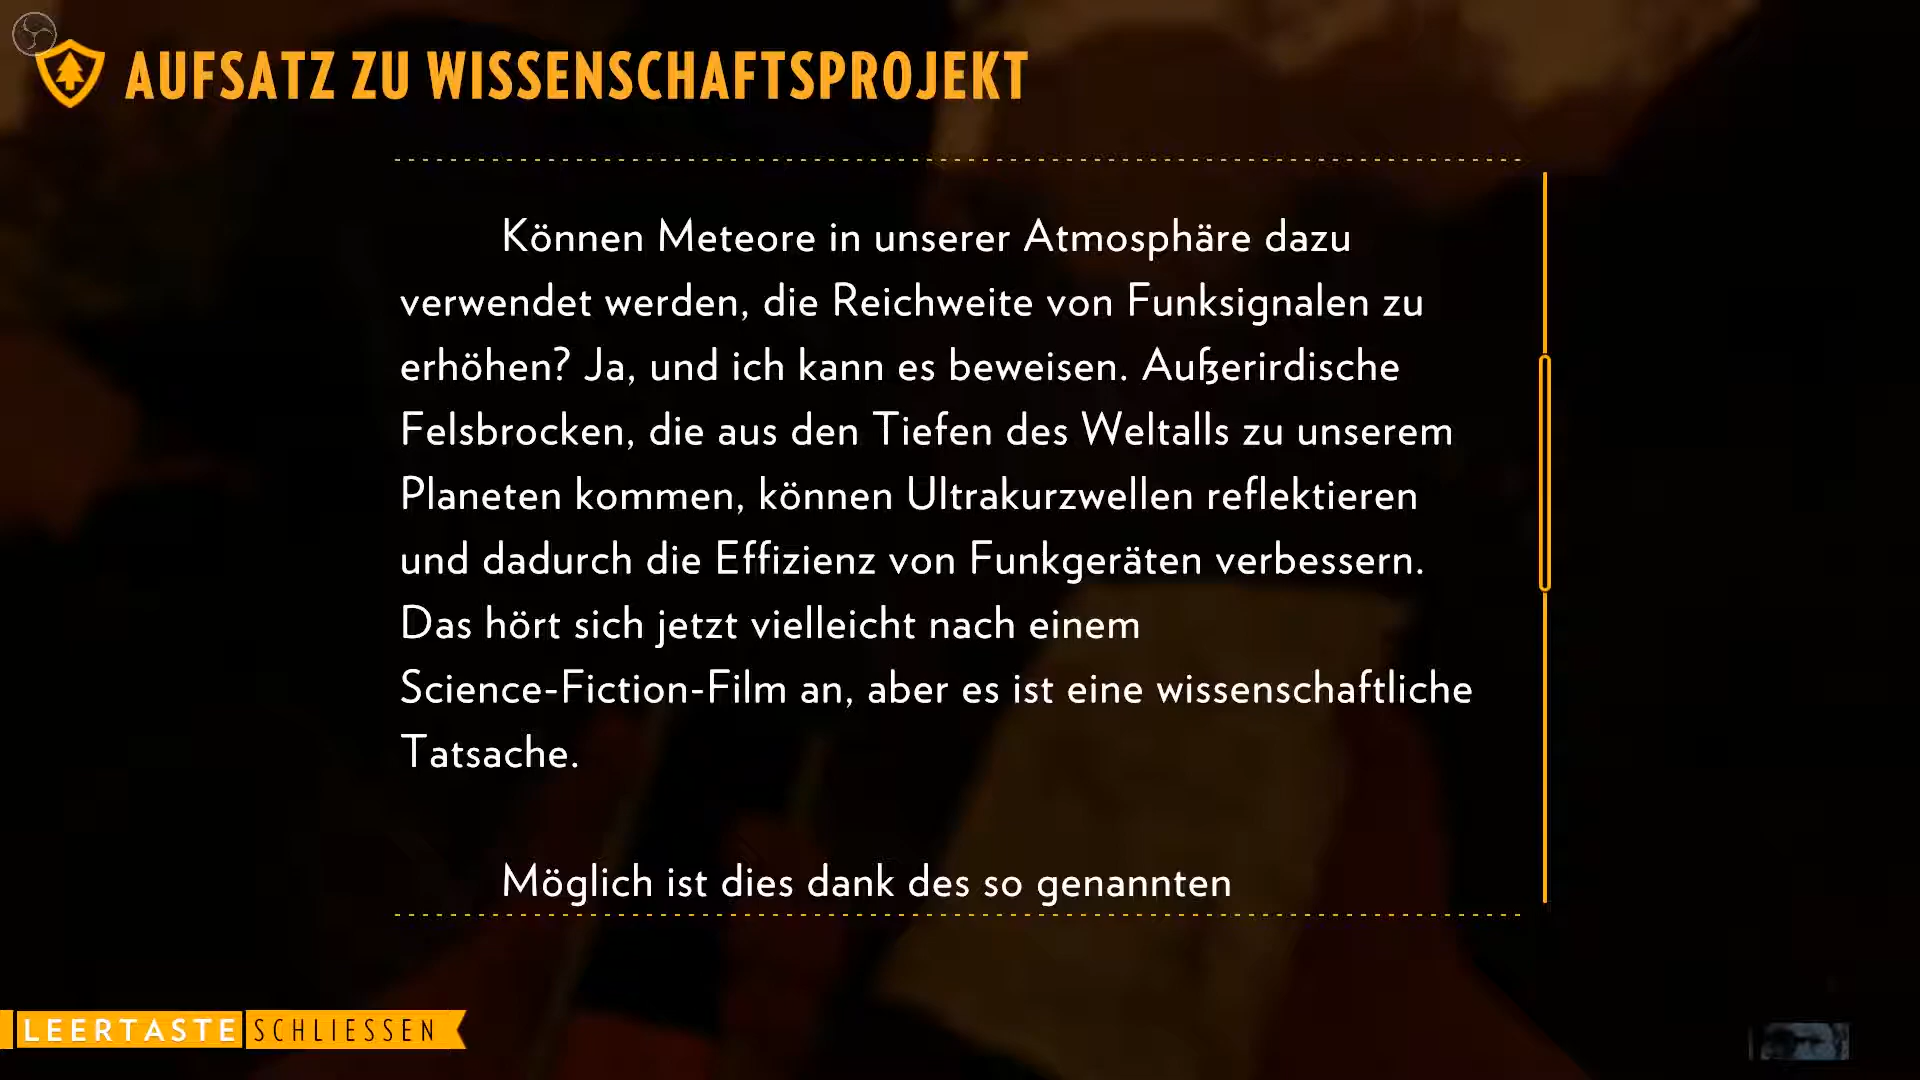 AUFSATZ ZU WISSENSCHAFTSPROJEKT
Können Meteore in unserer Atmosphäre dazu
verwendet werden, die Reichweite von Funksignalen zu
erhöhen? Ja, und ich kann es beweisen. Außerirdische
Felsbrocken, die aus den Tiefen des Weltalls zu unserem
Planeten kommen, können Ultrakurzwellen reflektieren
und dadurch die Effizienz von Funkgeräten verbessern.
Das hört sich jetzt vielleicht nach einem
Science-Fiction-Film an, aber es ist eine wissenschaftliche
Tatsache.
Möglich ist dies dank des so genannten
LEERTASTE SCHLIESSEN